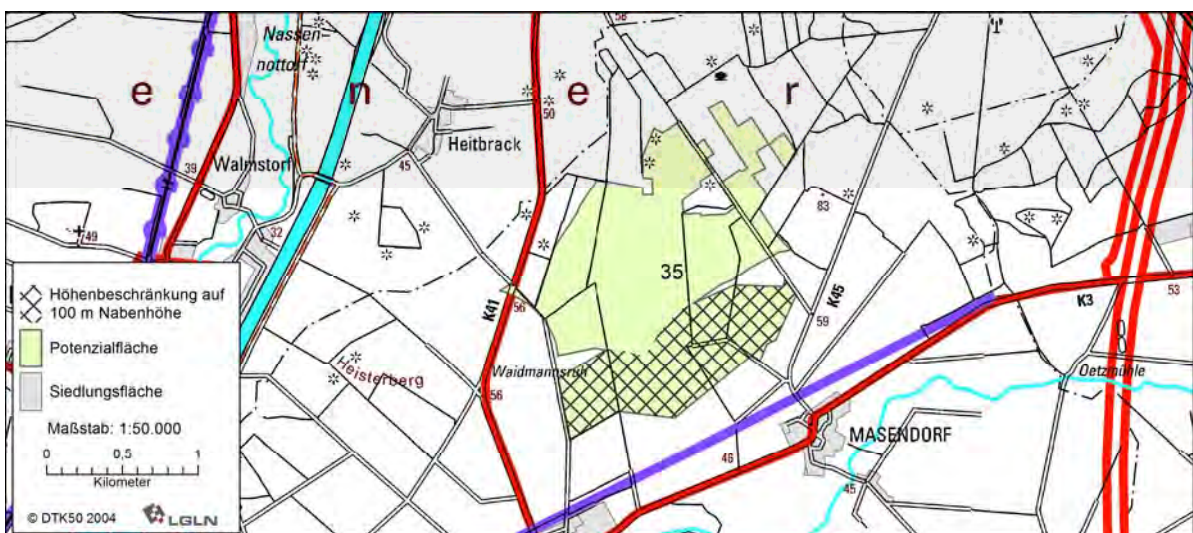 58
Nassen-
nottorf
e n e r
50
Heitbrack
45
39
Walmstorf
32
49
83
35
K41
56
K45
59
K3
53
Heisterberg
Waidmannsruh
56
Oetzmühle
MASENDORF
46
45
Höhenbeschränkung auf
100 m Nabenhöhe
Potenzialfläche
Siedlungsfläche
Maßstab: 1:50.000
0 0,5 1
Kilometer
© DTK50 2004 LGLN